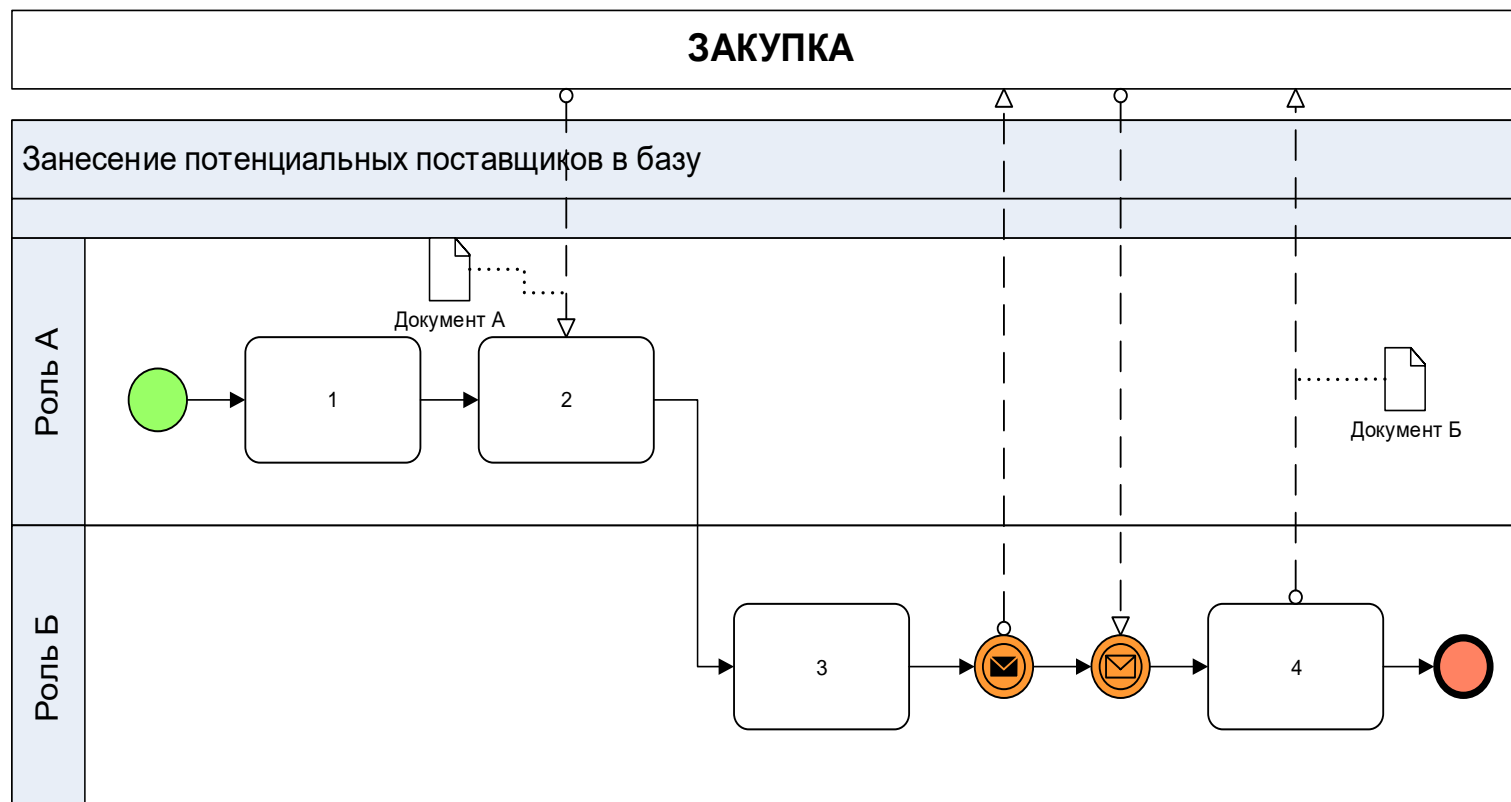 ЗАКУПКА
Занесение потенциальных поставщиков в базу
Роль А
Документ А
1
2
Документ Б
Роль Б
3
4